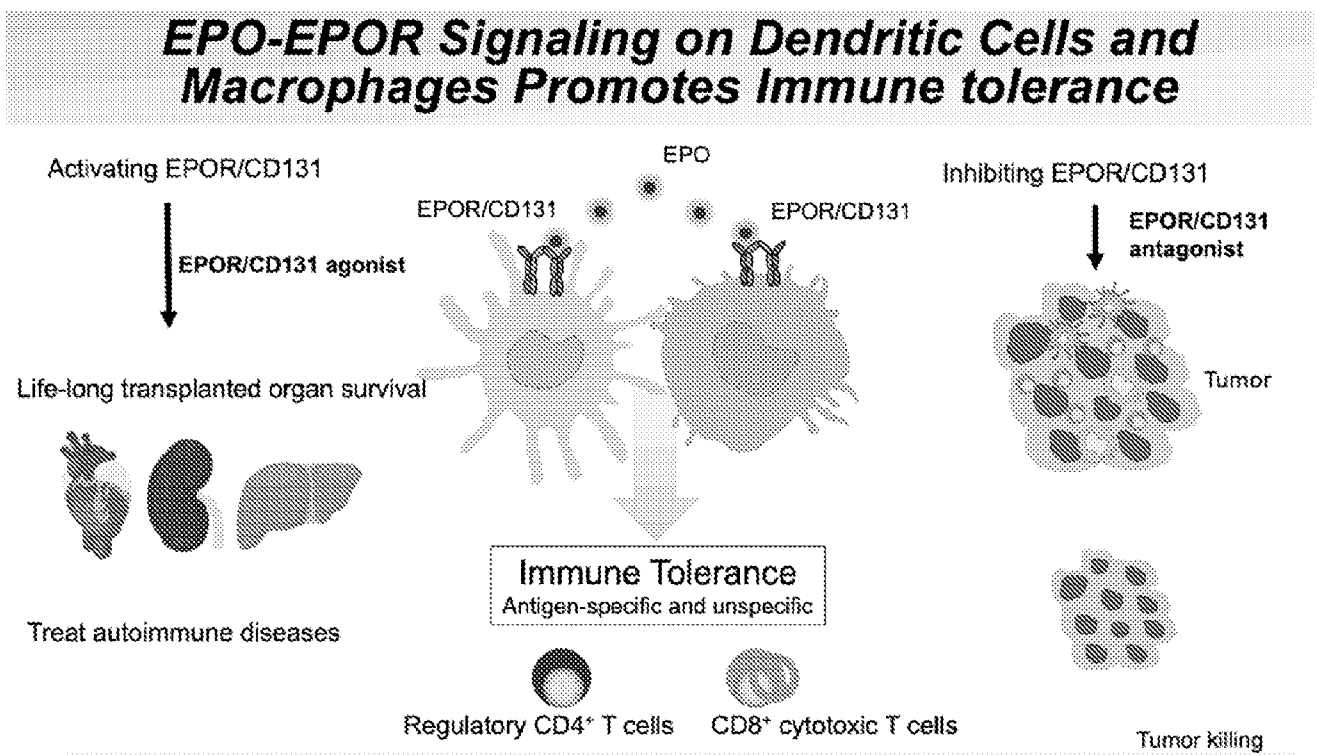 EPO-EPOR Signaling on Dendritic Cells and
Macrophages Promotes Immune tolerance
Activating EPOR/CD131
EPOR/CD131 agonist
Life-long transplanted organ survival
Treat autoimmune diseases
EPO
EPOR/CD131
EPOR/CD131
Immune Tolerance
Antigen-specific and unspecific
Regulatory CD4⁺ T cells
CD8⁺ cytotoxic T cells
Inhibiting EPOR/CD131
EPOR/CD131
antagonist
Tumor
Tumor killing